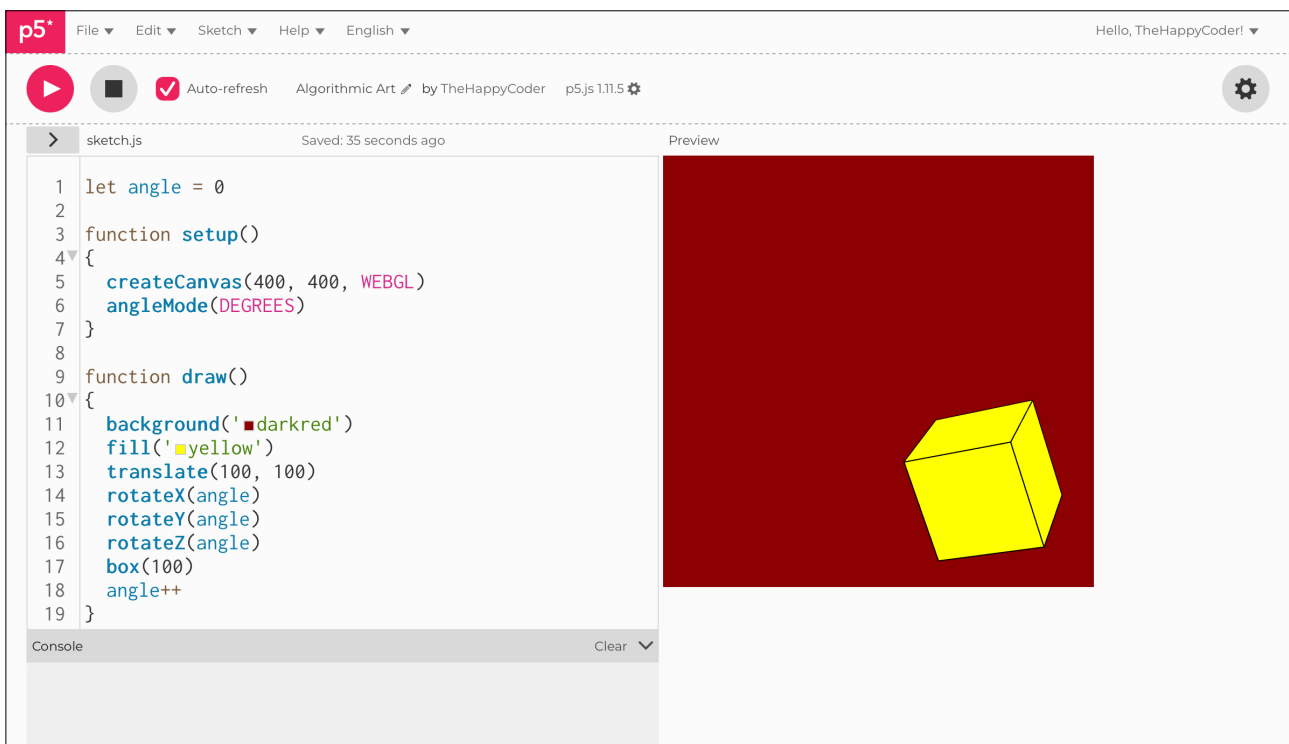 p5* File Edit Sketch Help English Hello, TheHappyCoder!
Auto-refresh Algorithmic Art by TheHappyCoder p5.js 1.11.5
sketch.js Saved: 35 seconds ago Preview
1 let angle = 0
2
3 function setup()
4 {
5 createCanvas(400, 400, WEBGL)
6 angleMode(DEGREES)
7 }
8
9 function draw()
10 {
11 background('darkred')
12 fill('yellow')
13 translate(100, 100)
14 rotateX(angle)
15 rotateY(angle)
16 rotateZ(angle)
17 box(100)
18 angle++
19 }
Console Clear